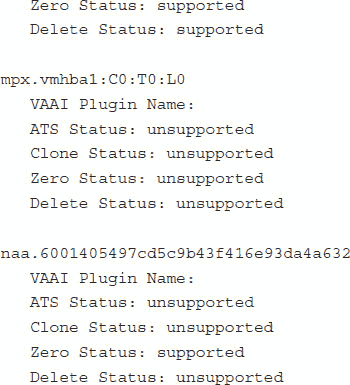 Zero Status: supported
Delete Status: supported
mpx.vmhba1:C0:T0:L0
VAAI Plugin Name:
ATS Status: unsupported
Clone Status: unsupported
Zero Status: unsupported
Delete Status: unsupported
naa.6001405497cd5c9b43f416e93da4a632
VAAI Plugin Name:
ATS Status: unsupported
Clone Status: unsupported
Zero Status: supported
Delete Status: unsupported